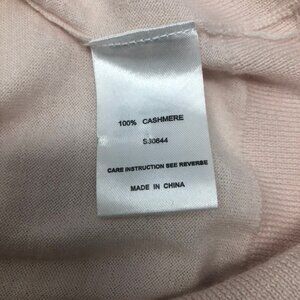 100% CASHMERE
S30644
CARE INSTRUCTION SEE REVERSE
MADE IN CHINA